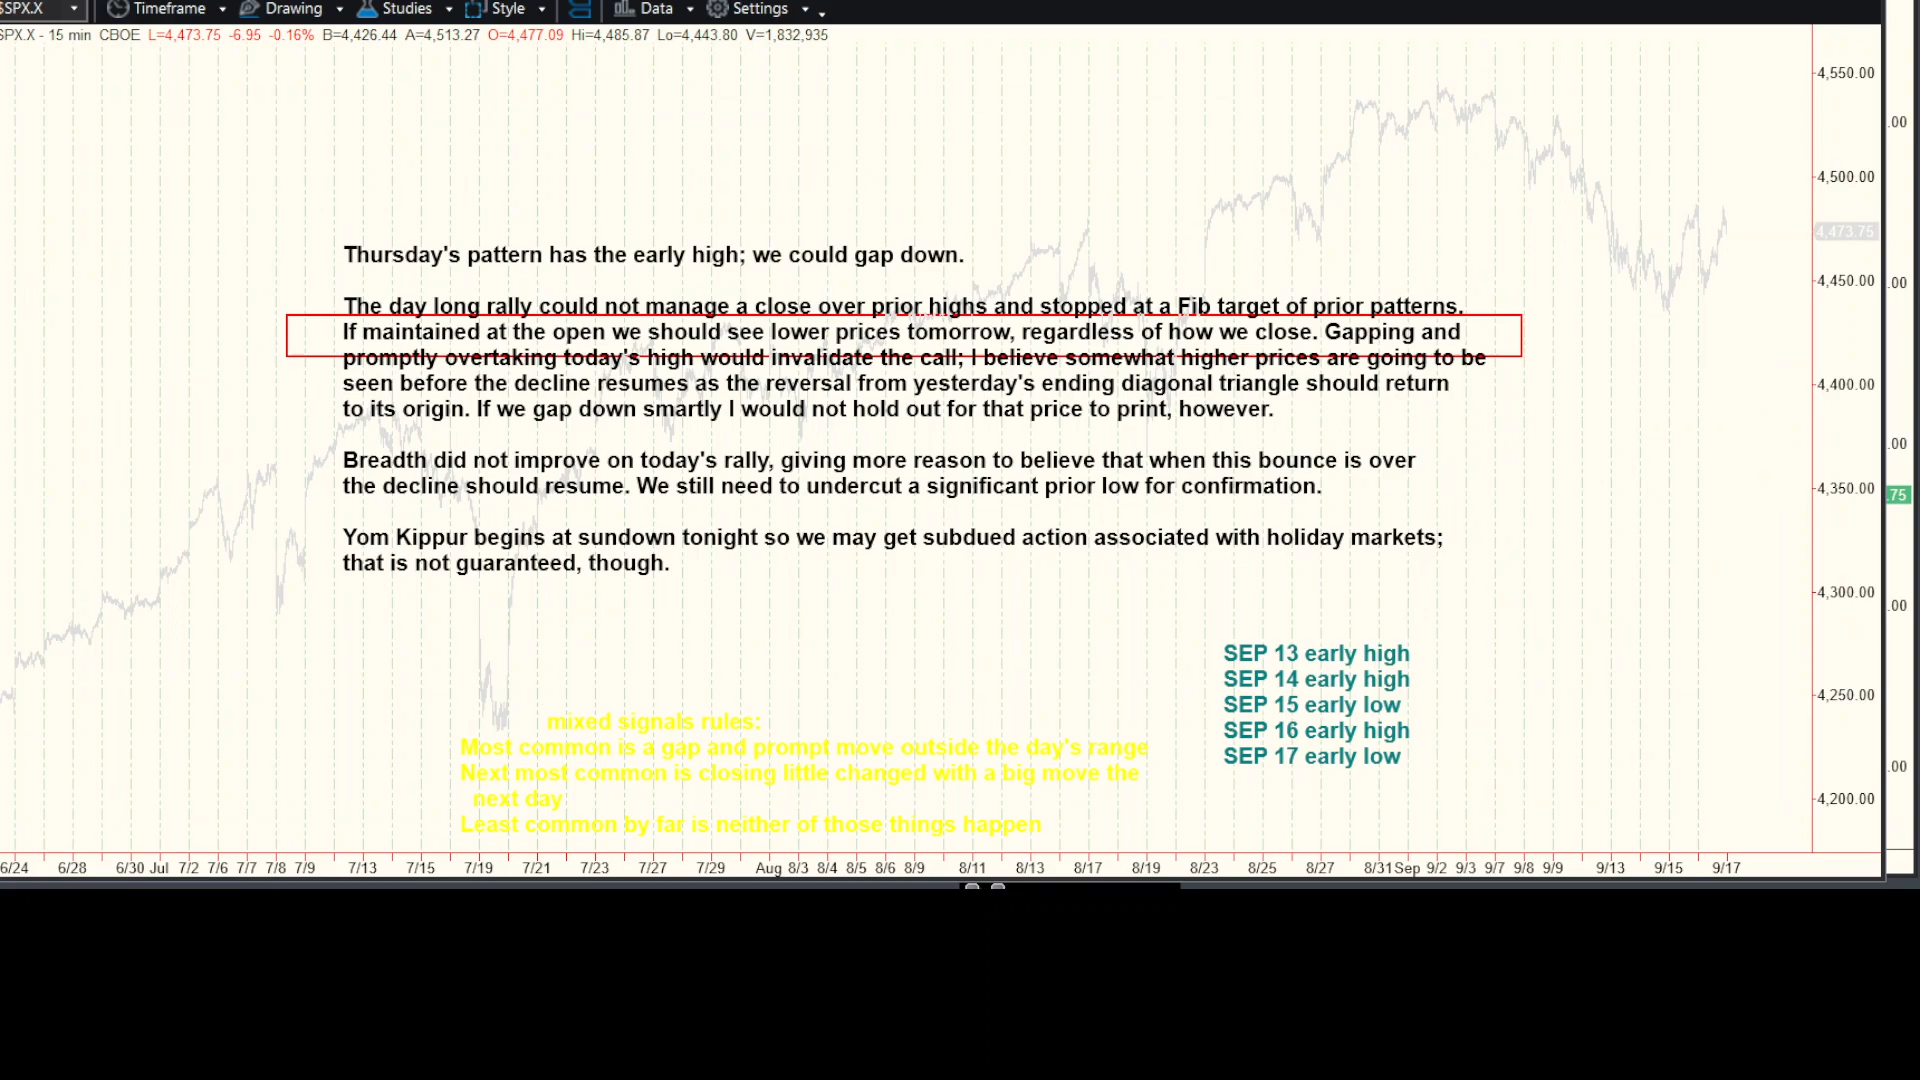 $SPX.X Timeframe Drawing Studies Style Data Settings
SPX.X - 15 min CBOE L=4,473.75 -6.95 -0.16% B=4,426.44 A=4,513.27 O=4,477.09 Hi=4,485.87 Lo=4,443.80 V=1,832,935
4,550.00
.00
4,500.00
4,473.75
Thursday's pattern has the early high; we could gap down.
4,450.00
.00
The day long rally could not manage a close over prior highs and stopped at a Fib target of prior patterns.
If maintained at the open we should see lower prices tomorrow, regardless of how we close. Gapping and
promptly overtaking today's high would invalidate the call; I believe somewhat higher prices are going to be
seen before the decline resumes as the reversal from yesterday's ending diagonal triangle should return
4,400.00
to its origin. If we gap down smartly I would not hold out for that price to print, however.
.00
Breadth did not improve on today's rally, giving more reason to believe that when this bounce is over
the decline should resume. We still need to undercut a significant prior low for confirmation.
4,350.00
.75
Yom Kippur begins at sundown tonight so we may get subdued action associated with holiday markets;
that is not guaranteed, though.
4,300.00
.00
SEP 13 early high
SEP 14 early high
SEP 15 early low
SEP 16 early high
SEP 17 early low
4,250.00
mixed signals rules:
Most common is a gap and prompt move outside the day's range
Next most common is closing little changed with a big move the
next day
Least common by far is neither of those things happen
.00
4,200.00
6/24 6/28 6/30 Jul 7/2 7/6 7/7 7/8 7/9 7/13 7/15 7/19 7/21 7/23 7/27 7/29 Aug 8/3 8/4 8/5 8/6 8/9 8/11 8/13 8/17 8/19 8/23 8/25 8/27 8/31 Sep 9/2 9/3 9/7 9/8 9/9 9/13 9/15 9/17